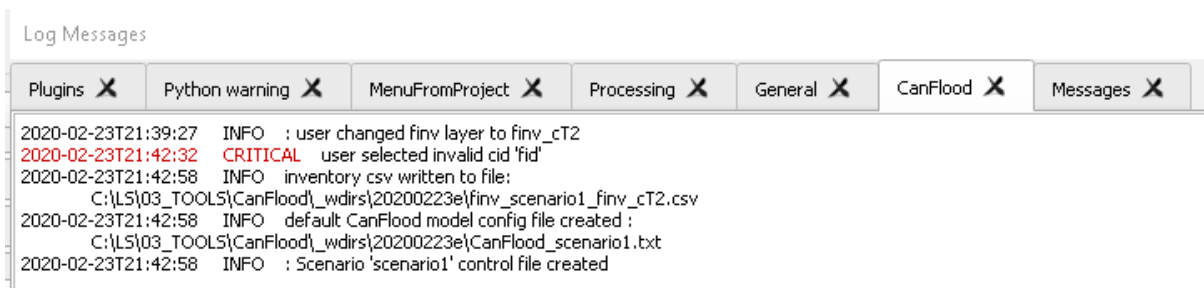 Log Messages
Plugins X Python warning X MenuFromProject X Processing X General X CanFlood X Messages X
2020-02-23T21:39:27 INFO : user changed finv layer to finv_cT2
2020-02-23T21:42:32 CRITICAL user selected invalid cid 'fid'
2020-02-23T21:42:58 INFO inventory csv written to file:
C:\LS\03_TOOLS\CanFlood\_wdirs\20200223e\finv_scenario1_finv_cT2.csv
2020-02-23T21:42:58 INFO default CanFlood model config file created :
C:\LS\03_TOOLS\CanFlood\_wdirs\20200223e\CanFlood_scenario1.txt
2020-02-23T21:42:58 INFO : Scenario 'scenario1' control file created